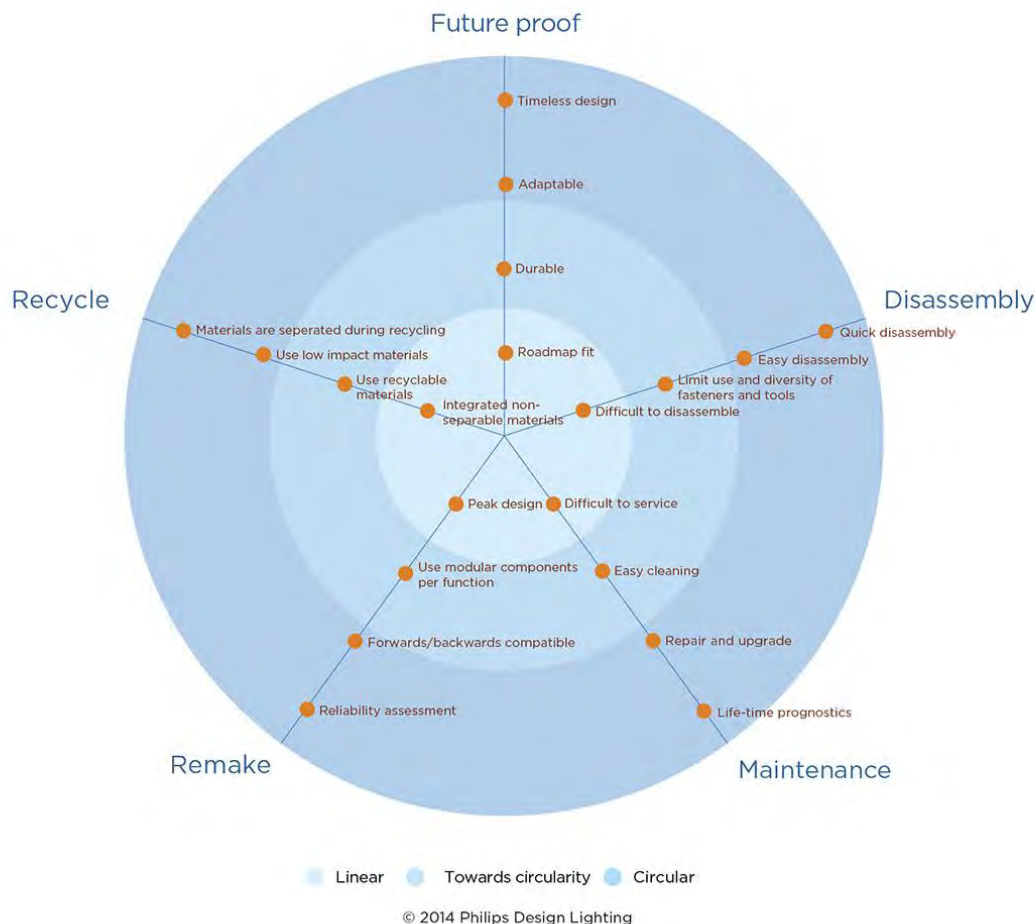 Future proof
Timeless design
Adaptable
Durable
Roadmap fit
Recycle
Materials are seperated during recycling
Use low impact materials
Use recyclable
materials
Integrated non-
separable materials
Disassembly
Quick disassembly
Easy disassembly
Limit use and diversity of
fasteners and tools
Difficult to disassemble
Peak design
Use modular components
per function
Forwards/backwards compatible
Reliability assessment
Remake
Difficult to service
Easy cleaning
Repair and upgrade
Life-time prognostics
Maintenance
Linear
Towards circularity
Circular
© 2014 Philips Design Lighting